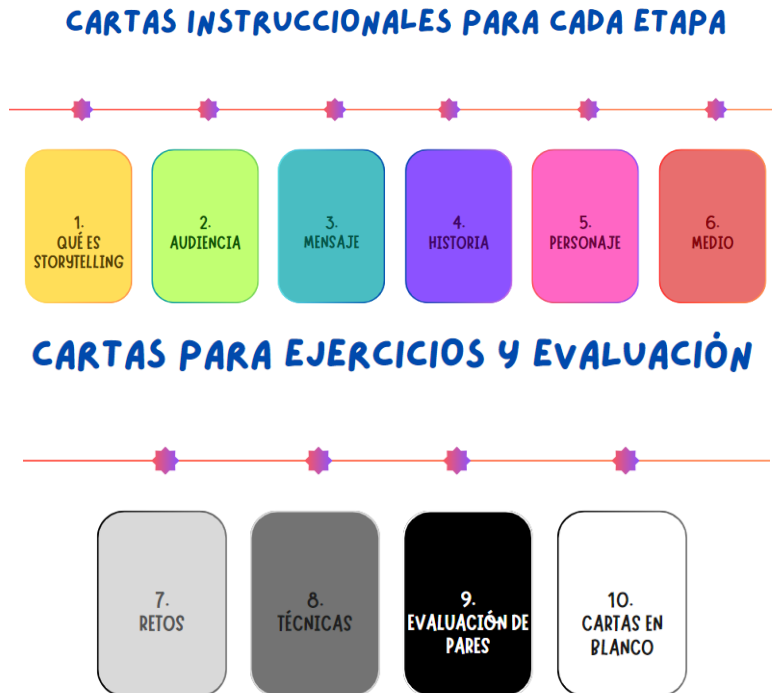 CARTAS INSTRUCCIONALES PARA CADA ETAPA
1.
QUÉ ES
STORYTELLING
2.
AUDIENCIA
3.
MENSAJE
4.
HISTORIA
5.
PERSONAJE
6.
MEDIO
CARTAS PARA EJERCICIOS Y EVALUACIÓN
7.
RETOS
8.
TÉCNICAS
9.
EVALUACIÓN DE
PARES
10.
CARTAS EN
BLANCO